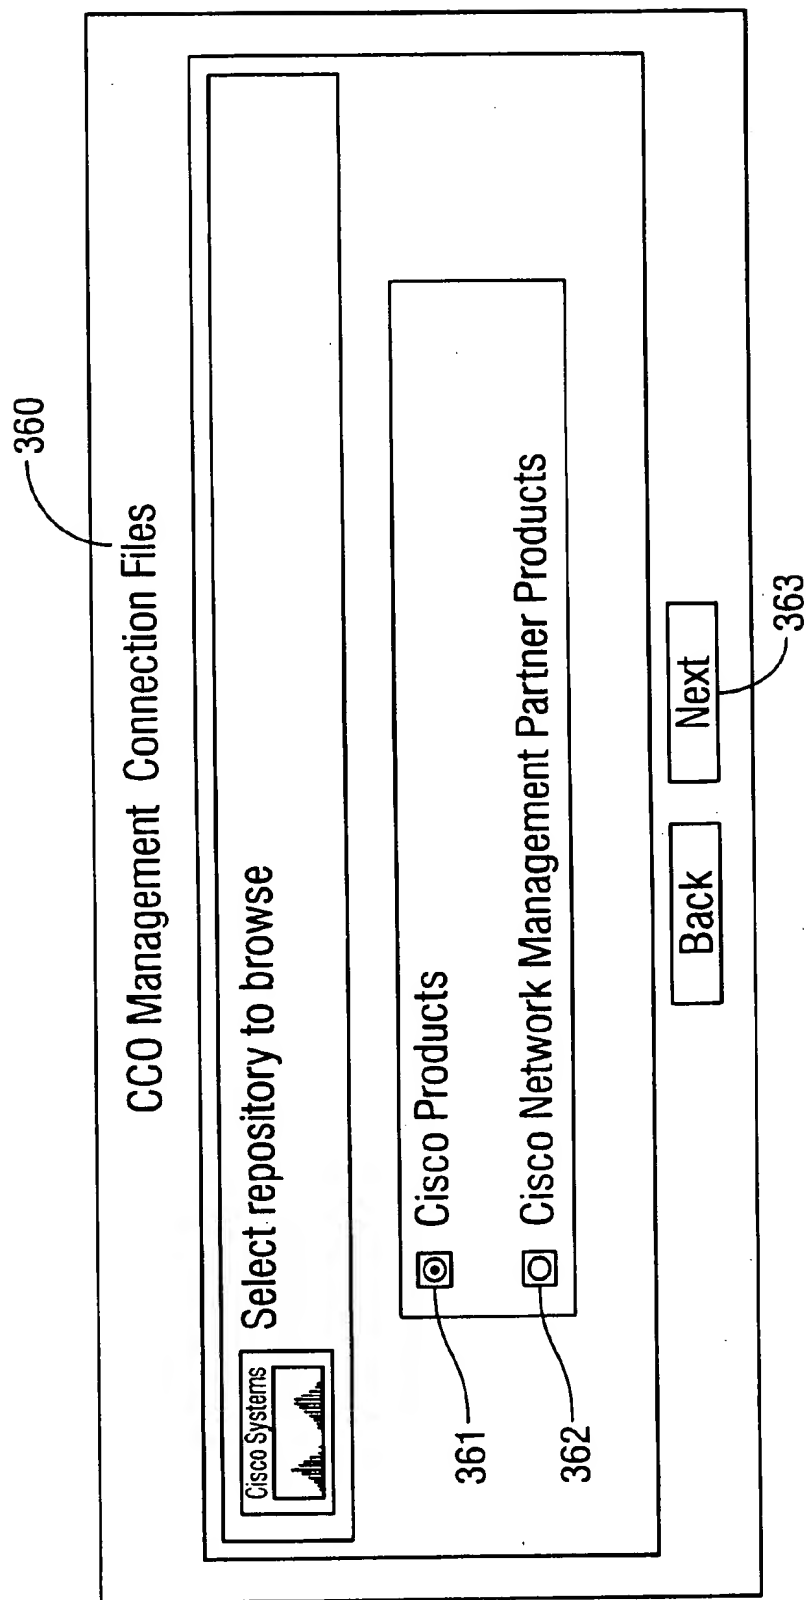 360
CCO Management Connection Files
Cisco Systems
Select repository to browse
361
Cisco Products
362
Cisco Network Management Partner Products
Back
Next
363